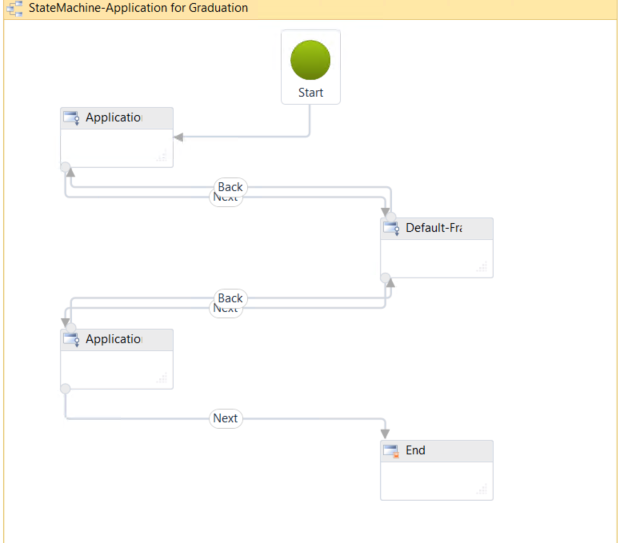 StateMachine-Application for Graduation
Start
Applicatio
Back
Next
Default-Fra
Back
Next
Applicatio
Next
End